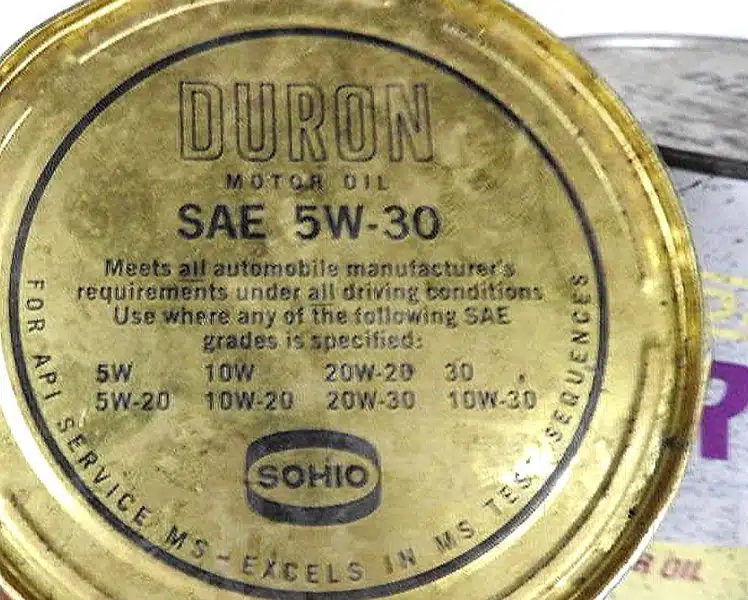 DURON
MOTOR OIL
SAE 5W-30
Meets all automobile manufacturer's
requirements under all driving conditions
Use where any of the following SAE
grades is specified:
5W 10W 20W-20 30
5W-20 10W-20 20W-30 10W-30
SOHIO
FOR API SERVICE MS-EXCELS IN MS TEST SEQUENCES
R
R OIL